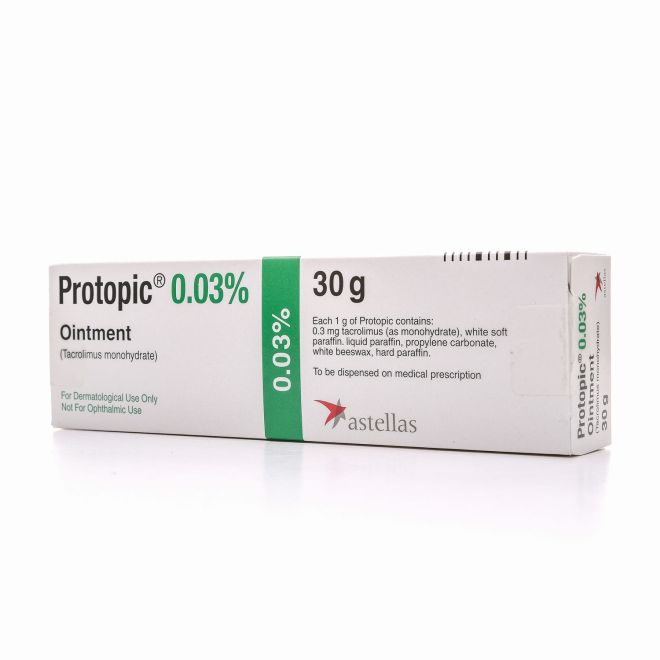 Protopic® 0.03%
Ointment
(Tacrolimus monohydrate)
For Dermatological Use Only
Not For Ophthalmic Use
0.03%
30 g
Each 1 g of Protopic contains:
0.3 mg tacrolimus (as monohydrate), white soft
paraffin. liquid paraffin, propylene carbonate,
white beeswax, hard paraffin.
To be dispensed on medical prescription
astellas
Protopic® 0.03%
Ointment
(Tacrolimus monohydrate)
30 g
astellas